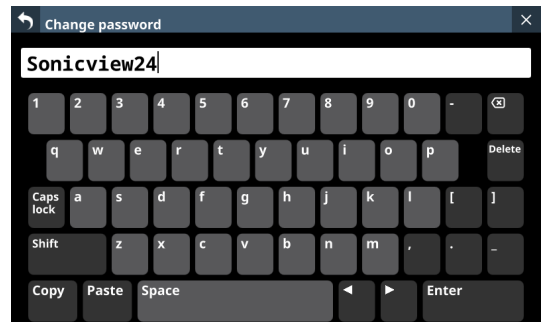 Change password
Sonicview24
1 2 3 4 5 6 7 8 9 0 -
q w e r t y u i o p Delete
Caps lock a s d f g h j k l [ ]
Shift z x c v b n m , . _
Copy Paste Space Enter